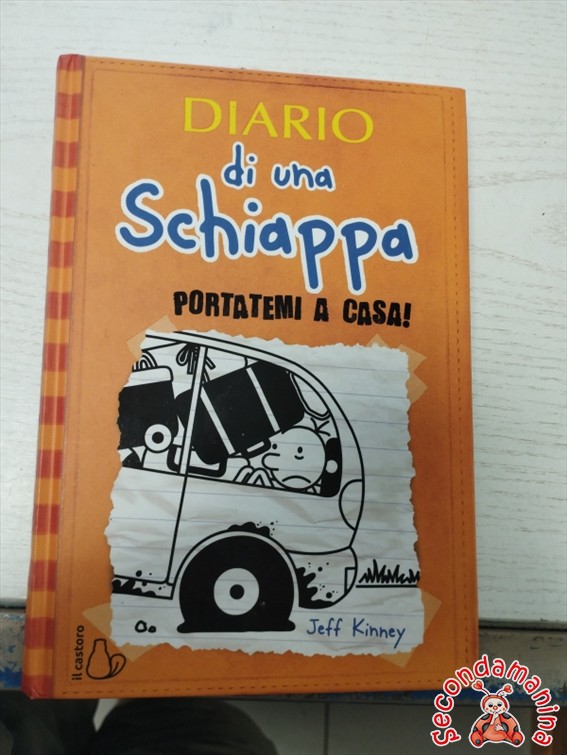 DIARIO
di una
Schiappa
PORTATEMI A CASA!
Jeff Kinney
il castoro
Secondamanina